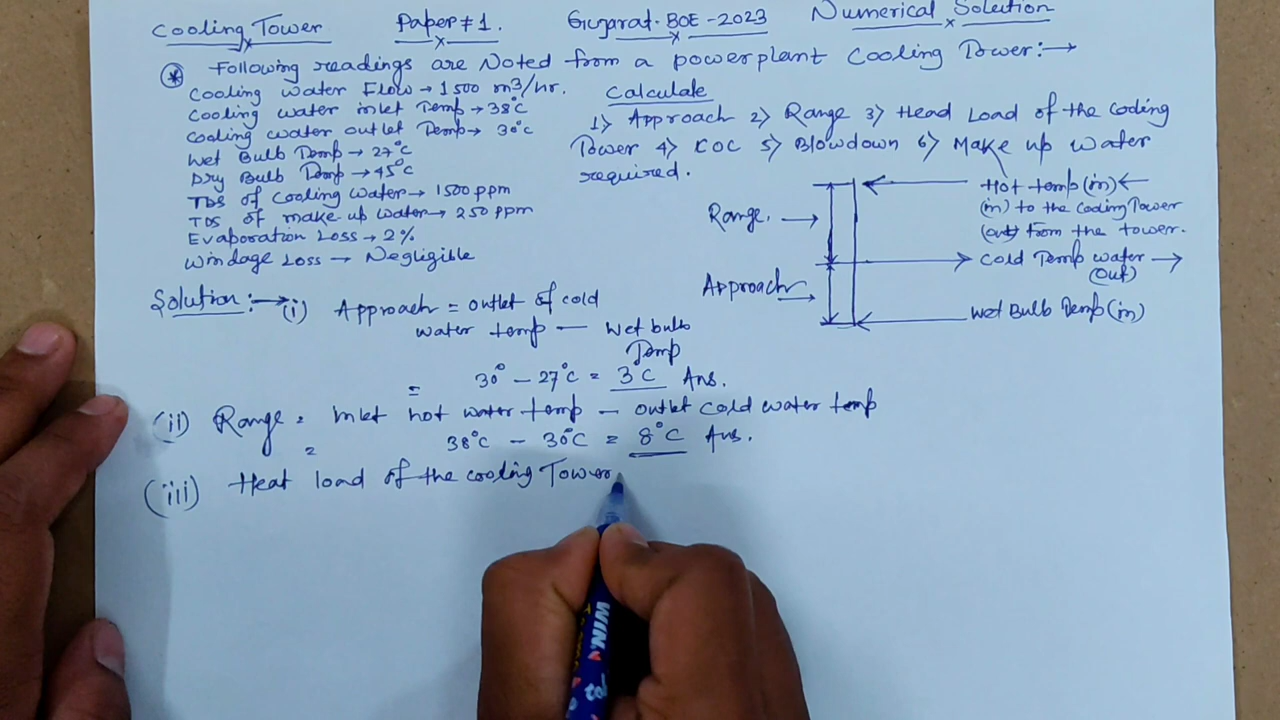 Cooling Tower Paper # 1. Gujarat. BOE - 2023 Numerical Solution
* Following readings are Noted from a powerplant Cooling Tower:→
Cooling water Flow → 1500 m3/hr.
Cooling water inlet Temp → 38°C
Cooling water outlet Temp → 30°C
Wet Bulb Temp → 27°C
Dry Bulb Temp → 45°C
TDS of Cooling Water → 1500 ppm
TDS of make-up water → 250 ppm
Evaporation Loss → 2%
Windage Loss → Negligible
Calculate
1> Approach 2> Range 3> Head Load of the Cooling
Tower 4> COC 5> Blowdown 6> Make up Water
required.
Range. →
Approach →
Hot temp (in) ←
(in) to the Cooling Tower
(out) from the tower.
Cold Temp water →
(out)
Wet Bulb Temp (in)
Solution :→ (i) Approach = outlet of cold
water temp — Wet bulb
Temp
= 30° - 27°C = 3°C Ans.
(ii) Range = Inlet hot water temp - outlet cold water temp
= 38°C - 30°C = 8°C Ans.
(iii) Heat load of the cooling Tower
WIN